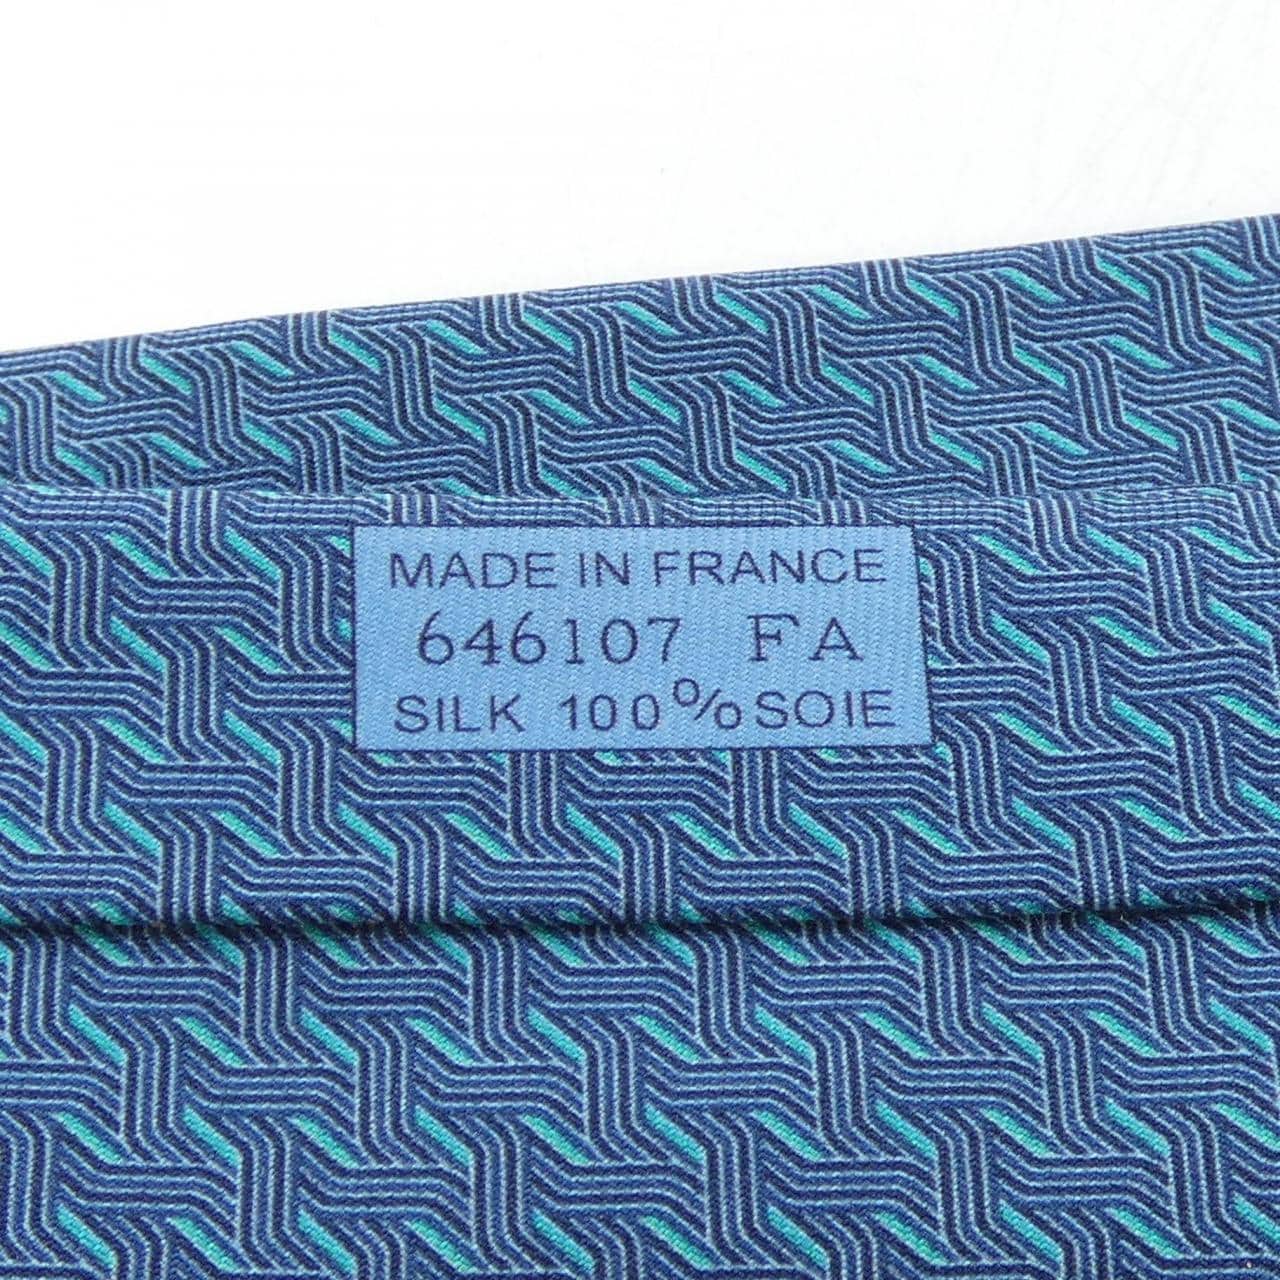 MADE IN FRANCE
646107 FA
SILK 100% SOIE